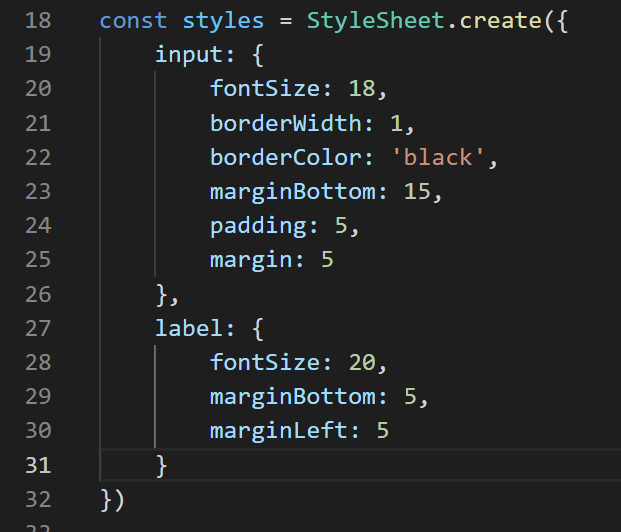 18 const styles = StyleSheet.create({
19 input: {
20 fontSize: 18,
21 borderWidth: 1,
22 borderColor: 'black',
23 marginBottom: 15,
24 padding: 5,
25 margin: 5
26 },
27 label: {
28 fontSize: 20,
29 marginBottom: 5,
30 marginLeft: 5
31 }
32 })